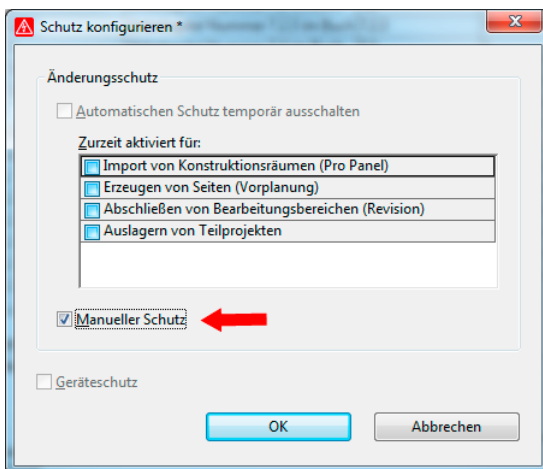 Schutz konfigurieren *
Änderungsschutz
Automatischen Schutz temporär ausschalten
Zurzeit aktiviert für:
Import von Konstruktionsräumen (Pro Panel)
Erzeugen von Seiten (Vorplanung)
Abschließen von Bearbeitungsbereichen (Revision)
Auslagern von Teilprojekten
Manueller Schutz
Geräteschutz
OK Abbrechen